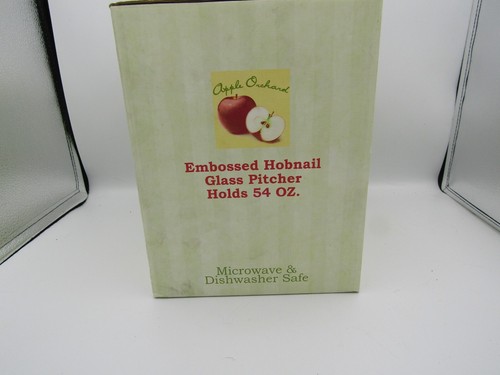 Apple Orchard
Embossed Hobnail
Glass Pitcher
Holds 54 OZ.
Microwave &
Dishwasher Safe